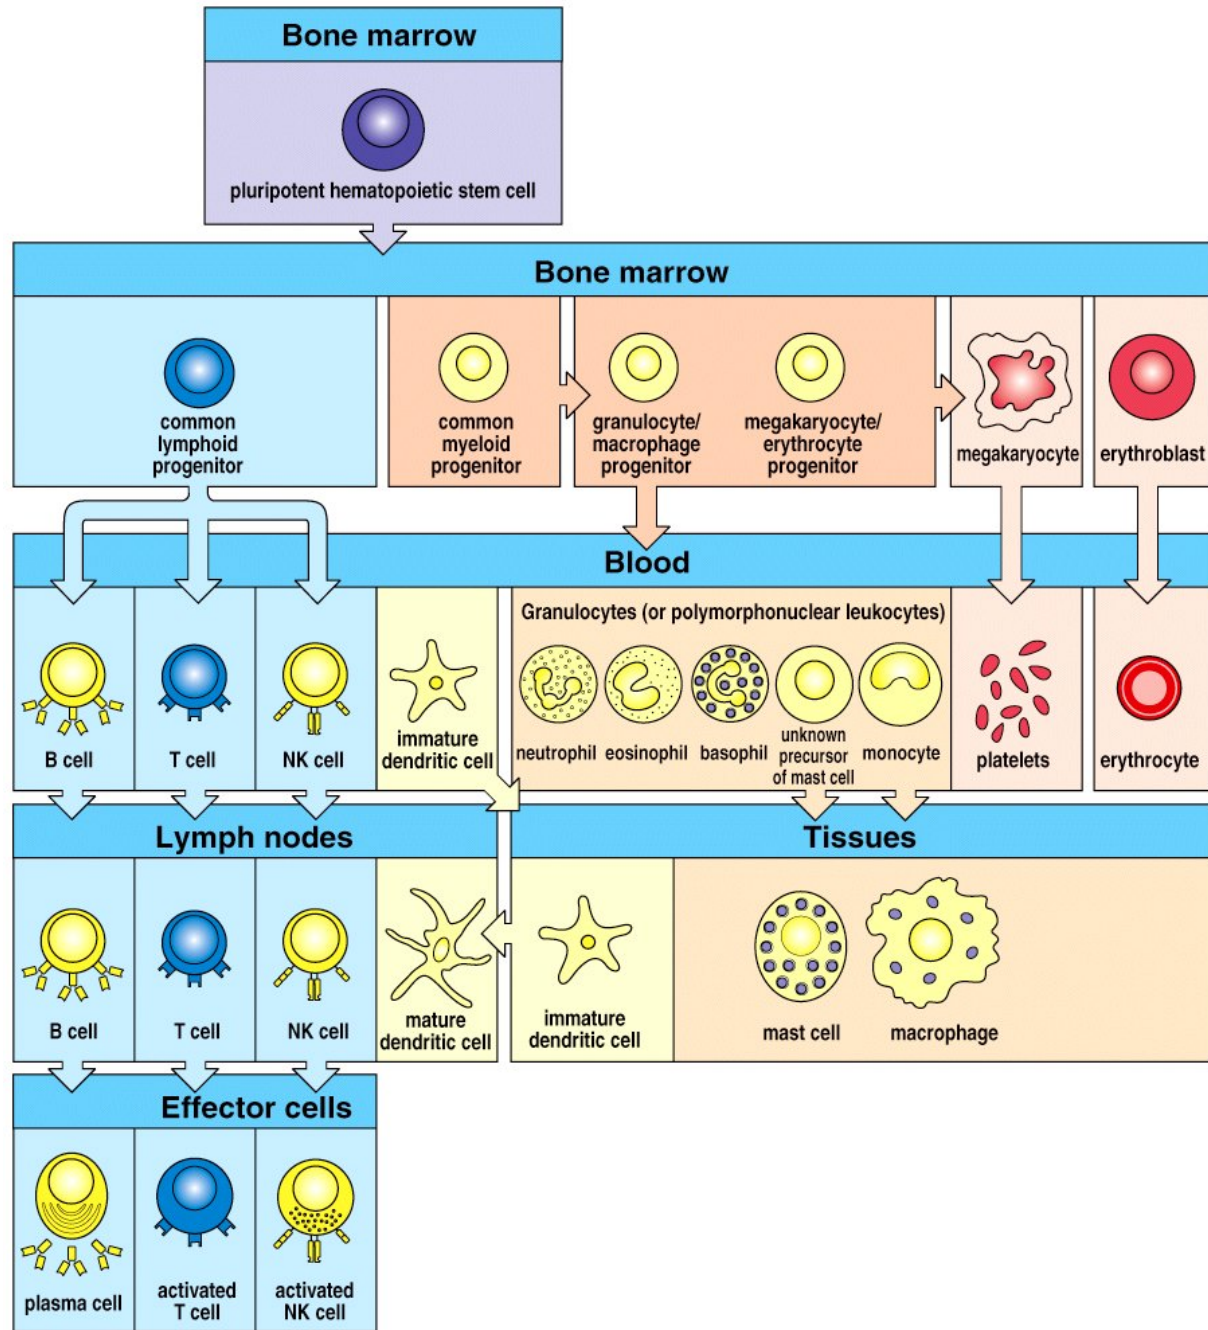 Bone marrow
pluripotent hematopoietic stem cell
Bone marrow
common
lymphoid
progenitor
common
myeloid
progenitor
granulocyte/
macrophage
progenitor
megakaryocyte/
erythrocyte
progenitor
megakaryocyte
erythroblast
Blood
Granulocytes (or polymorphonuclear leukocytes)
B cell
T cell
NK cell
immature
dendritic cell
neutrophil
eosinophil
basophil
unknown
precursor
of mast cell
monocyte
platelets
erythrocyte
Lymph nodes
Tissues
B cell
T cell
NK cell
mature
dendritic cell
immature
dendritic cell
mast cell
macrophage
Effector cells
plasma cell
activated
T cell
activated
NK cell